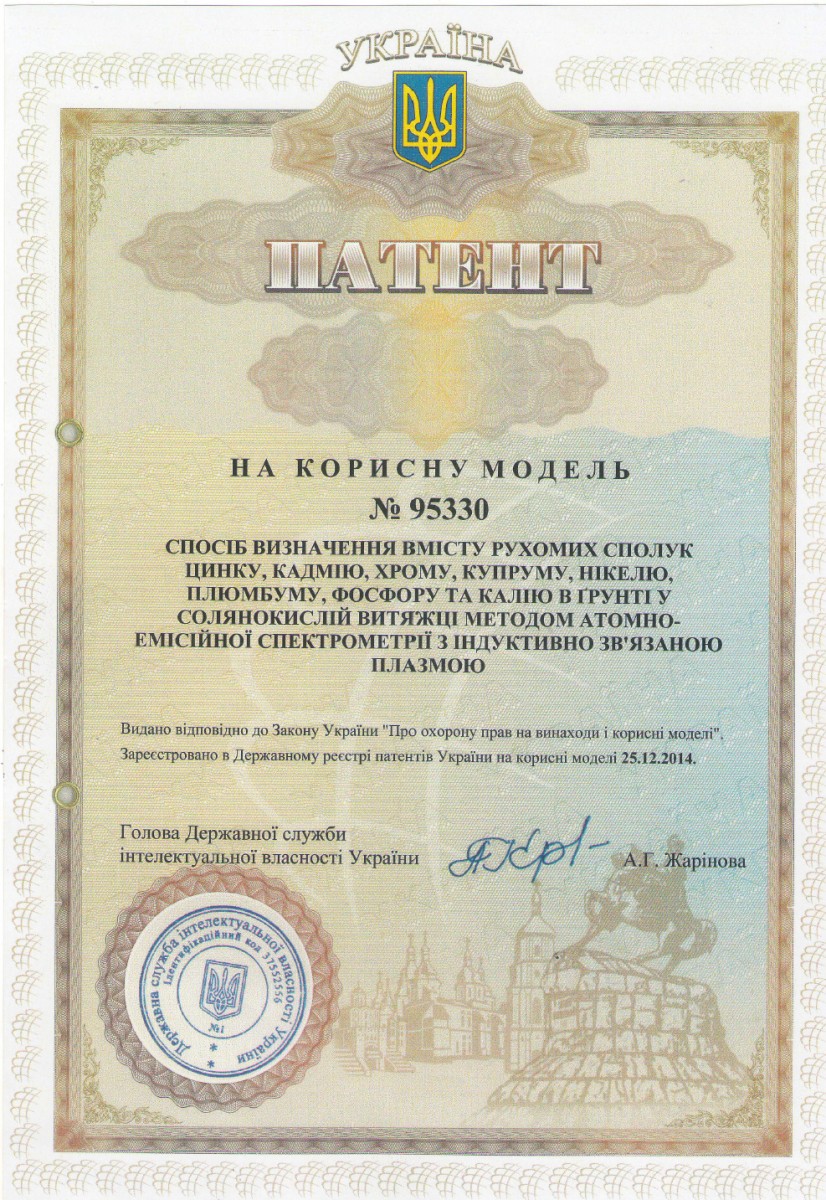 УКРАЇНА
ПАТЕНТ
НА КОРИСНУ МОДЕЛЬ
№ 95330
СПОСІБ ВИЗНАЧЕННЯ ВМІСТУ РУХОМИХ СПОЛУК
ЦИНКУ, КАДМІЮ, ХРОМУ, КУПРУМУ, НІКЕЛЮ,
ПЛЮМБУМУ, ФОСФОРУ ТА КАЛІЮ В ҐРУНТІ У
СОЛЯНОКИСЛІЙ ВИТЯЖЦІ МЕТОДОМ АТОМНО-
ЕМІСІЙНОЇ СПЕКТРОМЕТРІЇ З ІНДУКТИВНО ЗВ'ЯЗАНОЮ
ПЛАЗМОЮ
Видано відповідно до Закону України "Про охорону прав на винаходи і корисні моделі".
Зареєстровано в Державному реєстрі патентів України на корисні моделі 25.12.2014.
Голова Державної служби
інтелектуальної власності України
А.Г. Жарінова
Державна служба інтелектуальної власності України
Ідентифікаційний код 37552556
№1